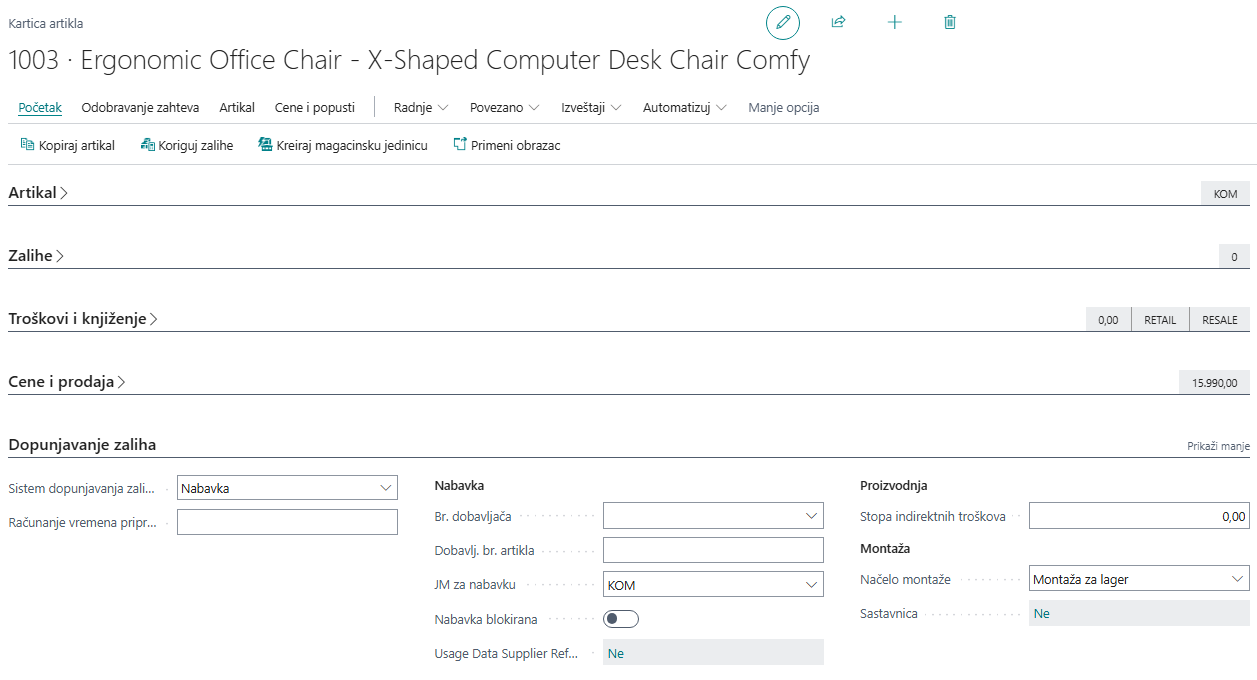 Kartica artikla
1003 · Ergonomic Office Chair - X-Shaped Computer Desk Chair Comfy
Početak Odobravanje zahteva Artikal Cene i popusti Radnje Povezano Izveštaji Automatizuj Manje opcija
Kopiraj artikal Koriguj zalihe Kreiraj magacinsku jedinicu Primeni obrazac
Artikal KOM
Zalihe 0
Troškovi i knjiženje 0,00 RETAIL RESALE
Cene i prodaja 15.990,00
Dopunjavanje zaliha Prikaži manje
Sistem dopunjavanja zali... Nabavka
Računanje vremena pripr...
Nabavka
Br. dobavljača
Dobavlj. br. artikla
JM za nabavku KOM
Nabavka blokirana
Usage Data Supplier Ref... Ne
Proizvodnja
Stopa indirektnih troškova 0,00
Montaža
Načelo montaže Montaža za lager
Sastavnica Ne